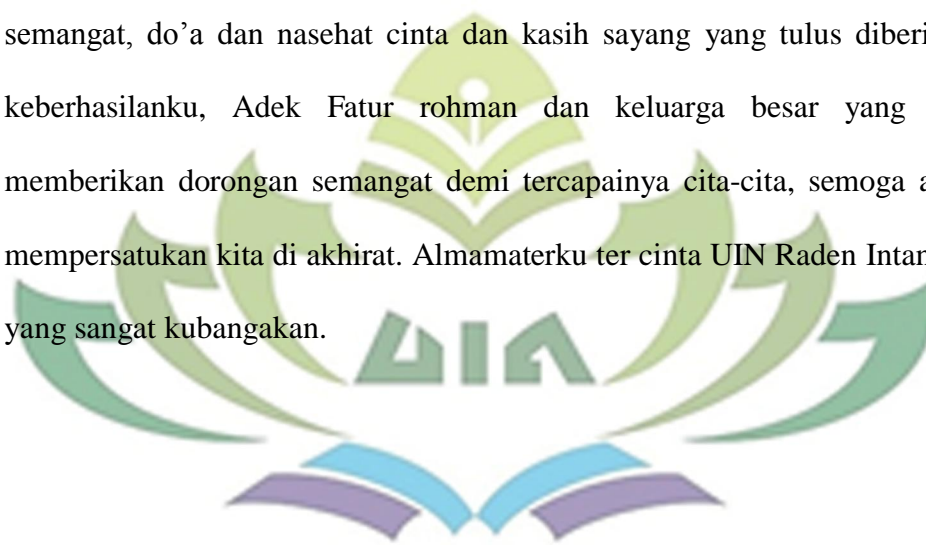 semangat, do’a dan nasehat cinta dan kasih sayang yang tulus diberi
keberhasilanku, Adek Fatur rohman dan keluarga besar yang
memberikan dorongan semangat demi tercapainya cita-cita, semoga a
mempersatukan kita di akhirat. Almamaterku ter cinta UIN Raden Intan
yang sangat kubangakan.
UIN